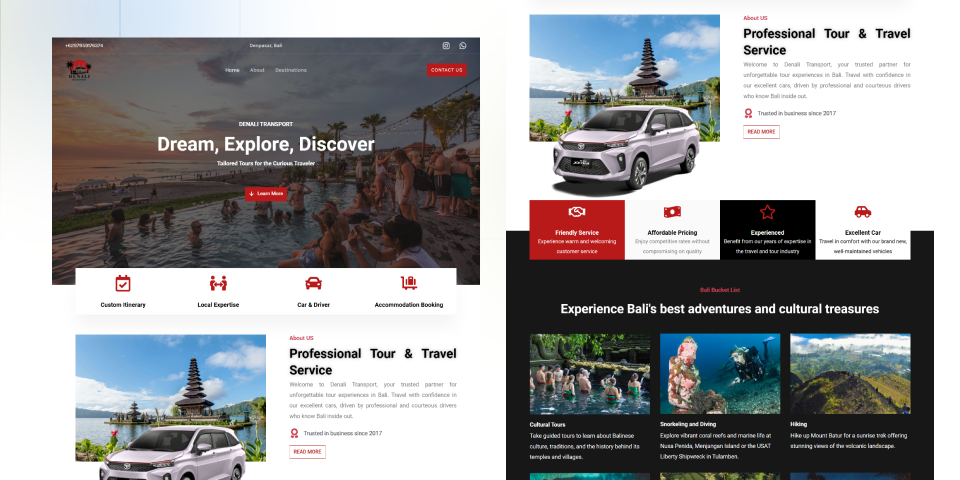 Denpasar, Bali
DENALI
Home
About
Destinations
CONTACT US
DENALI TRANSPORT
Dream, Explore, Discover
Tailored Tours for the Curious Traveler
Learn More
Custom Itinerary
Local Expertise
Car & Driver
Accommodation Booking
About US
Professional Tour & Travel
Service
Welcome to Denali Transport, your trusted partner for
unforgettable tour experiences in Bali. Travel with confidence in
our excellent cars, driven by professional and courteous drivers
who know Bali inside out.
Trusted in business since 2017
READ MORE
About US
Professional Tour & Travel
Service
Welcome to Denali Transport, your trusted partner for
unforgettable tour experiences in Bali. Travel with confidence in
our excellent cars, driven by professional and courteous drivers
who know Bali inside out.
Trusted in business since 2017
READ MORE
Friendly Service
Experience warm and welcoming
customer service
Affordable Pricing
Enjoy competitive rates without
compromising on quality
Experienced
Benefit from our years of expertise in
the travel and tour industry
Excellent Car
Travel in comfort with our brand new,
well-maintained vehicles
Bali Bucket List
Experience Bali's best adventures and cultural treasures
Cultural Tours
Take guided tours to learn about Balinese
culture, traditions, and the history behind its
temples and villages.
Snorkeling and Diving
Explore vibrant coral reefs and marine life at
Nusa Penida, Menjangan Island or the USAT
Liberty Shipwreck in Tulamben.
Hiking
Hike up Mount Batur for a sunrise trek offering
stunning views of the volcanic landscape.